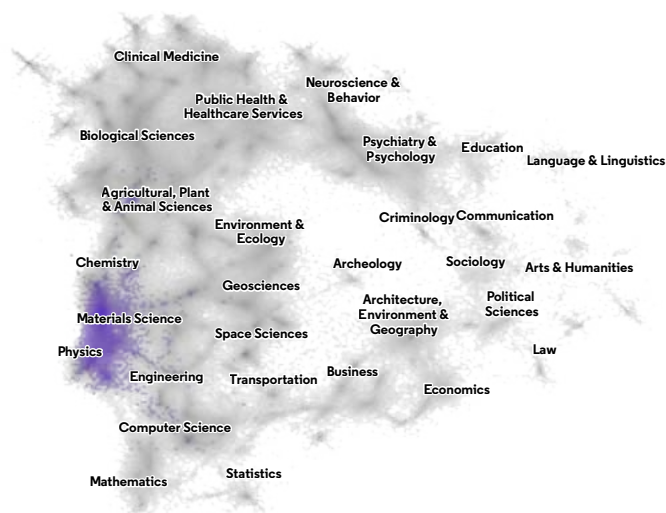 Clinical Medicine
Neuroscience &
Behavior
Public Health &
Healthcare Services
Biological Sciences
Psychiatry &
Psychology
Education
Language & Linguistics
Agricultural, Plant
& Animal Sciences
Criminology
Communication
Environment &
Ecology
Chemistry
Archeology
Sociology
Arts & Humanities
Geosciences
Architecture,
Environment &
Geography
Political
Sciences
Materials Science
Space Sciences
Physics
Law
Engineering
Transportation
Business
Economics
Computer Science
Statistics
Mathematics